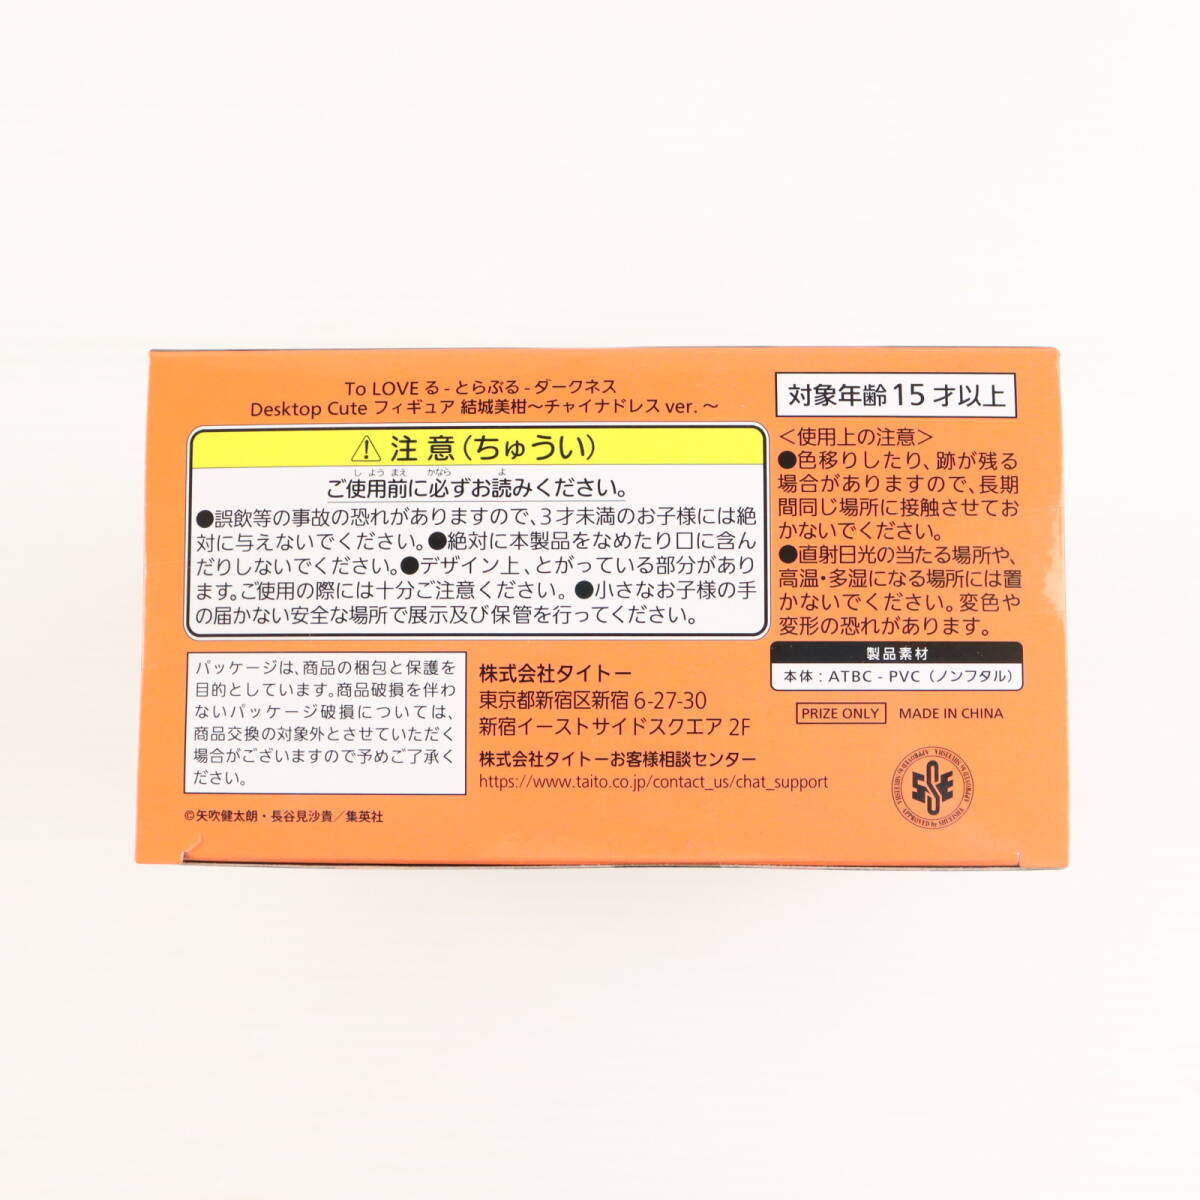 To LOVE る - とらぶる - ダークネス
Desktop Cute フィギュア 結城美柑～チャイナドレス ver. ～
⚠ 注 意（ちゅうい）
し よう まえ かなら よ
ご使用前に必ずお読みください。
●誤飲等の事故の恐れがありますので、3才未満のお子様には絶
対に与えないでください。●絶対に本製品をなめたり口に含ん
だりしないでください。●デザイン上、とがっている部分があり
ます。ご使用の際には十分ご注意ください。 ●小さなお子様の手
の届かない安全な場所で展示及び保管を行ってください。
対象年齢 15 才以上
＜使用上の注意＞
●色移りしたり、跡が残る
場合がありますので、長期
間同じ場所に接触させてお
かないでください。
●直射日光の当たる場所や、
高温・多湿になる場所には置
かないでください。変色や
変形の恐れがあります。
製品素材
本体：ATBC - PVC（ノンフタル）
PRIZE ONLY MADE IN CHINA
パッケージは、商品の梱包と保護を
目的としています。商品破損を伴わ
ないパッケージ破損については、
商品交換の対象外とさせていただく
場合がございますので予めご了承く
ださい。
株式会社タイトー
東京都新宿区新宿 6-27-30
新宿イーストサイドスクエア 2F
株式会社タイトーお客様相談センター
https://www.taito.co.jp/contact_us/chat_support
©矢吹健太朗・長谷見沙貴／集英社
APPROVED by SHUEISHA